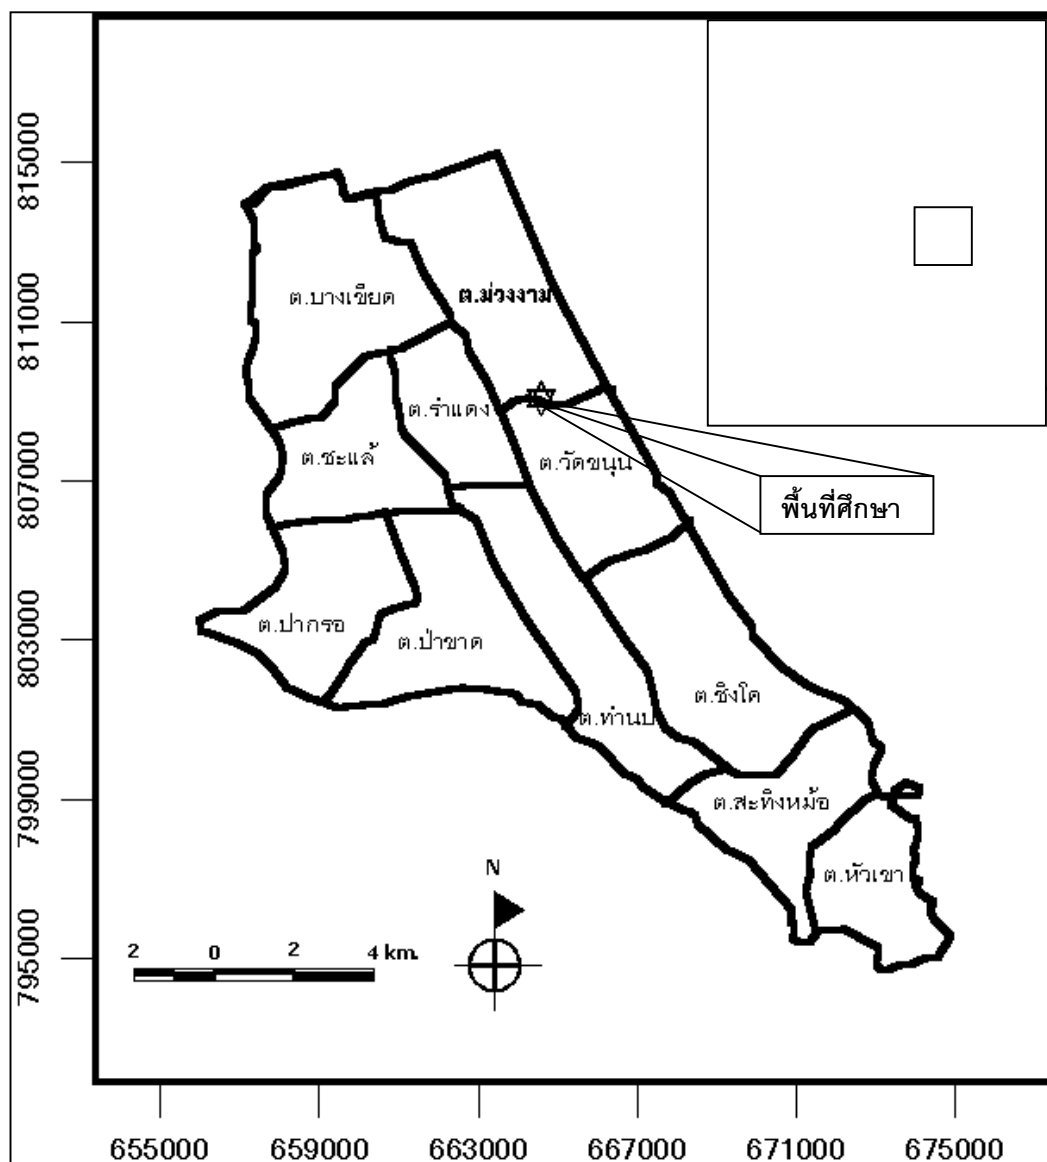 815000
811000
807000
803000
799000
795000
ต.บางเขียด
ต.ม่วงงาม
ต.รำแดง
ต.ชะแล้
ต.วัดขนุน
พื้นที่ศึกษา
ต.ปากรอ
ต.ป่าขาด
ต.ชิงโค
ต.ทำนบ
ต.สะทิงหม้อ
ต.หัวเขา
N
2 0 2 4 km.
655000 659000 663000 667000 671000 675000